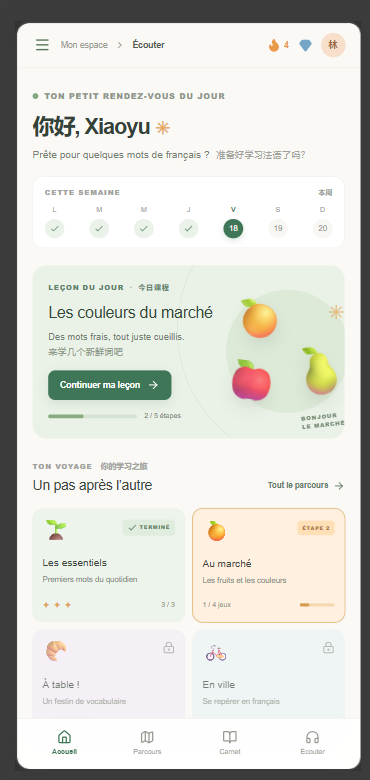 Mon espace > Écouter
4
林
TON PETIT RENDEZ-VOUS DU JOUR
你好, Xiaoyu
Prête pour quelques mots de français ? 准备好学习法语了吗?
CETTE SEMAINE 本周
L M M J V S D
18 19 20
LEÇON DU JOUR · 今日课程
Les couleurs du marché
Des mots frais, tout juste cueillis.
来学几个新鲜词吧
Continuer ma leçon →
2 / 5 étapes
BONJOUR
LE MARCHÉ
TON VOYAGE 你的学习之旅
Un pas après l'autre
Tout le parcours →
TERMINÉ
Les essentiels
Premiers mots du quotidien
3 / 3
ÉTAPE 2
Au marché
Les fruits et les couleurs
1 / 4 jeux
À table !
Un festin de vocabulaire
En ville
Se repérer en français
Accueil Parcours Carnet Écouter